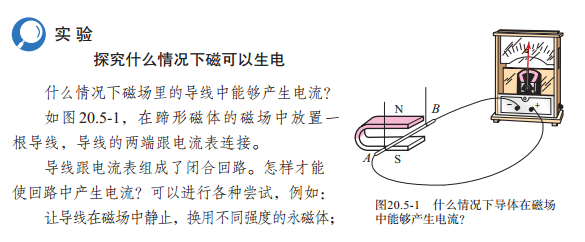 实验
探究什么情况下磁可以生电
什么情况下磁场里的导线中能够产生电流?
如图20.5-1，在蹄形磁体的磁场中放置一
根导线，导线的两端跟电流表连接。
导线跟电流表组成了闭合回路。怎样才能
使回路中产生电流？可以进行各种尝试，例如：
让导线在磁场中静止，换用不同强度的永磁体；
N
B
A
S
- +
图20.5-1 什么情况下导体在磁场
中能够产生电流？